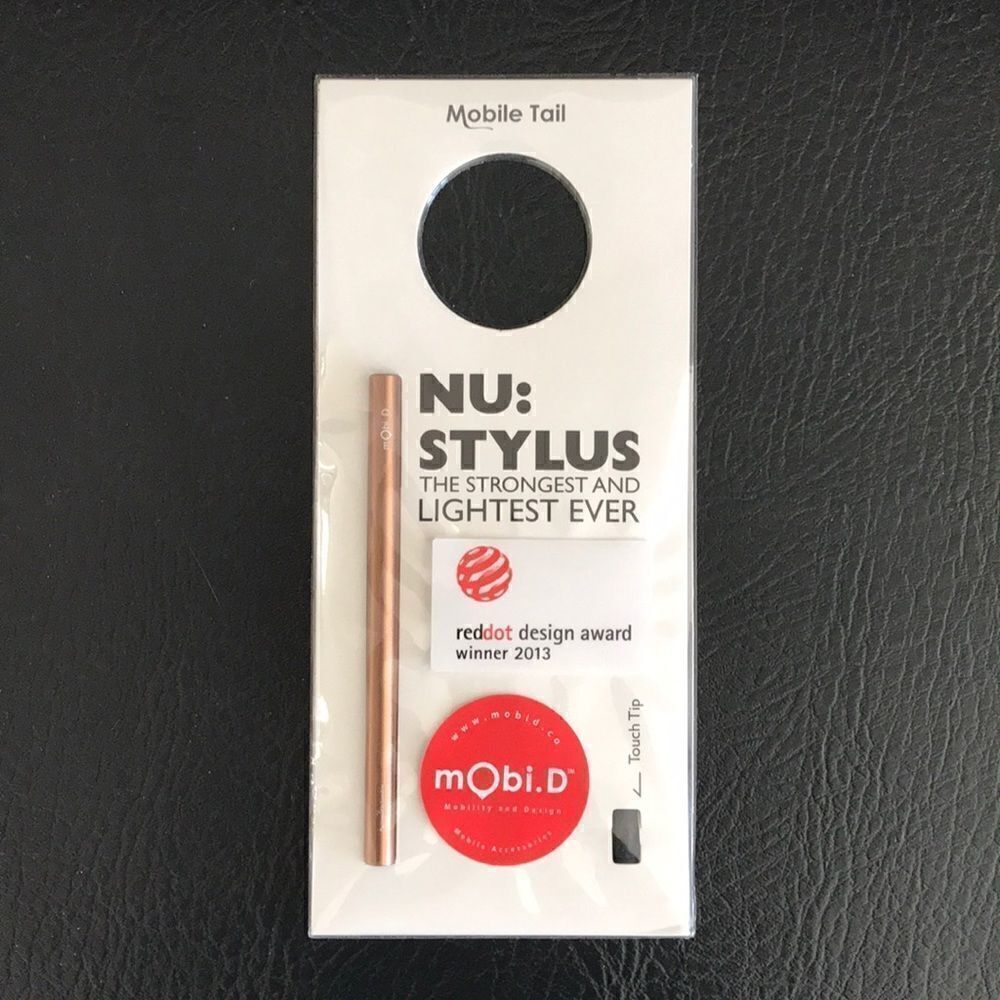 Mobile Tail
NU:
STYLUS
THE STRONGEST AND
LIGHTEST EVER
mobi.D
reddot design award
winner 2013
www.mobid.co
mobi.D™
Mobility and Design
Mobile Accessories
Touch Tip